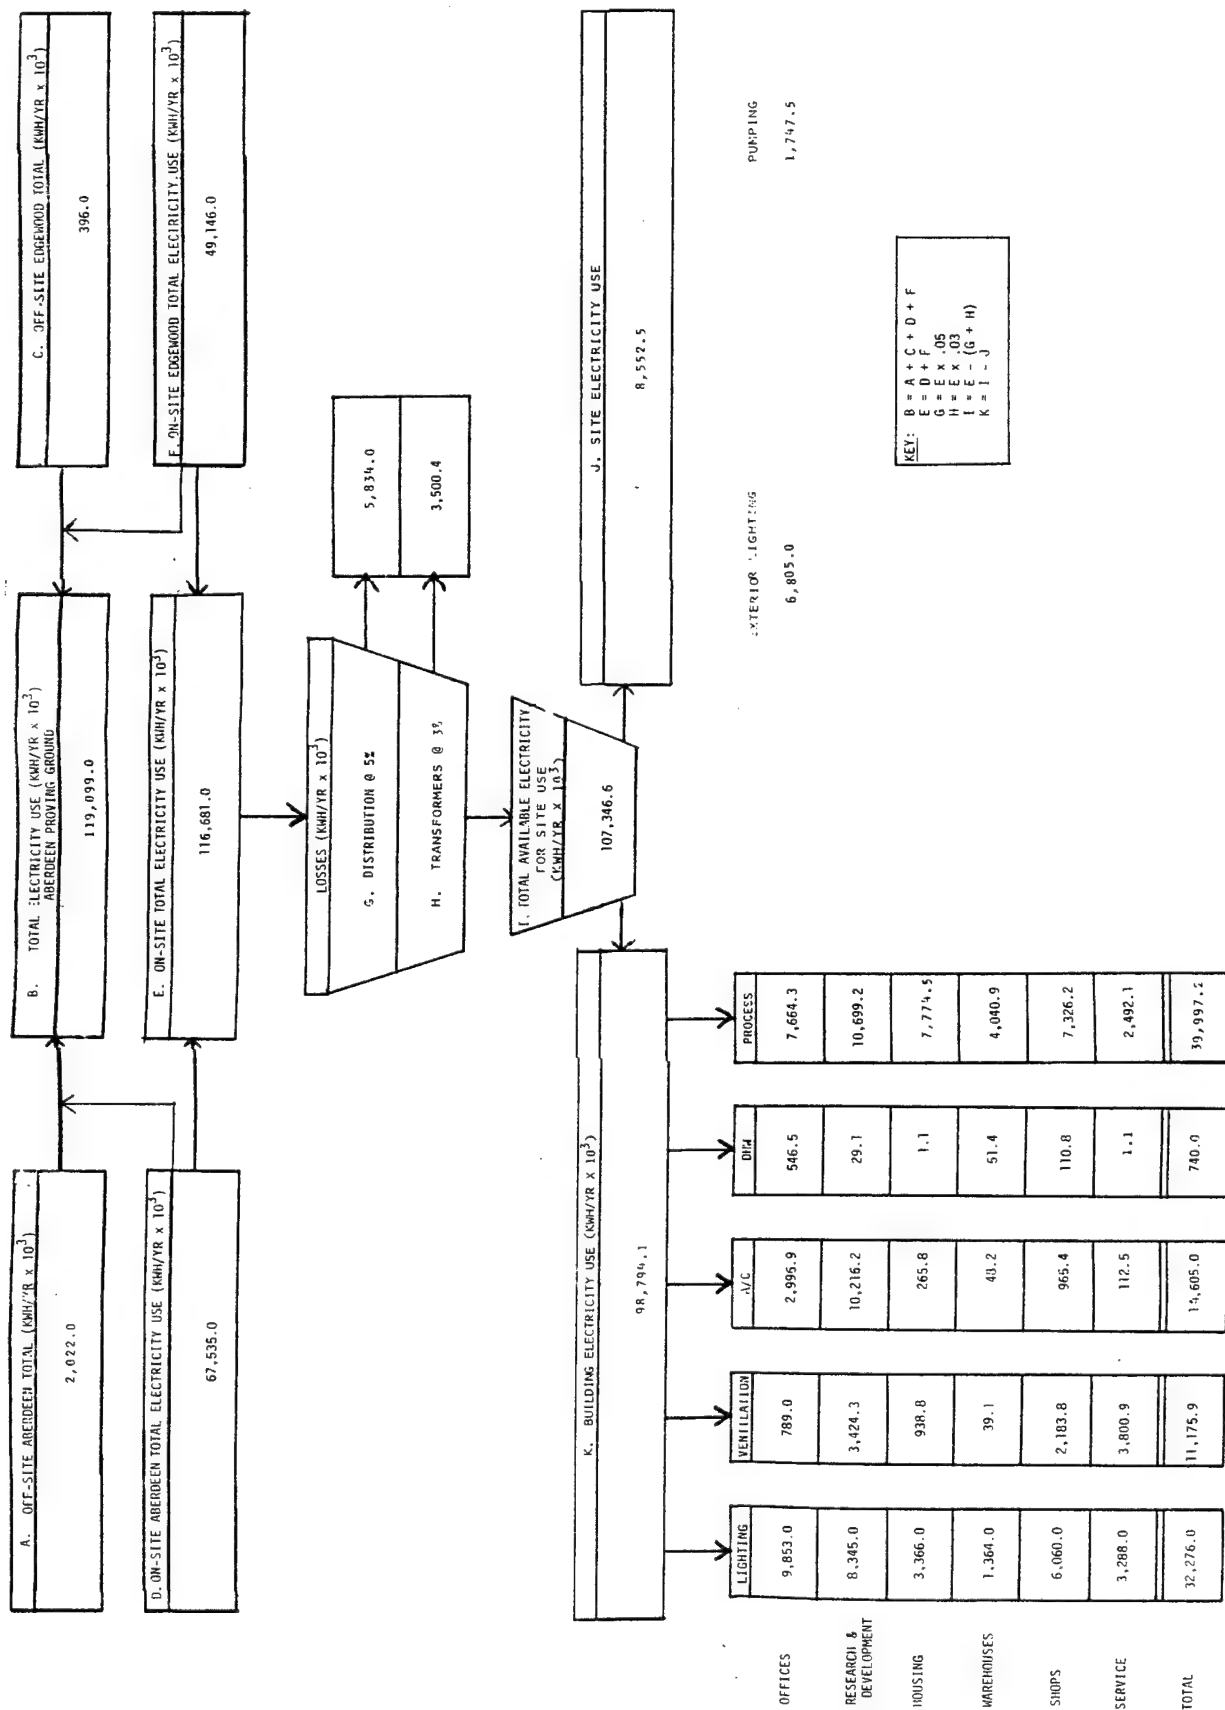 A. OFF-SITE ABERDEEN TOTAL (KWH/YR x 10³)
2,022.0
B. TOTAL ELECTRICITY USE (KWH/YR x 10³)
ABERDEEN PROVING GROUND
119,099.0
C. OFF-SITE EDGEWOOD TOTAL (KWH/YR x 10³)
396.0
D. ON-SITE ABERDEEN TOTAL ELECTRICITY USE (KWH/YR x 10³)
67,535.0
E. ON-SITE TOTAL ELECTRICITY USE (KWH/YR x 10³)
116,681.0
F. ON-SITE EDGEWOOD TOTAL ELECTRICITY USE (KWH/YR x 10³)
49,146.0
LOSSES (KWH/YR x 10³)
G. DISTRIBUTION @ 5%
5,834.0
H. TRANSFORMERS @ 3%
3,500.4
I. TOTAL AVAILABLE ELECTRICITY
FOR SITE USE
(KWH/YR x 10³)
107,346.6
K. BUILDING ELECTRICITY USE (KWH/YR x 10³)
98,794.1
J. SITE ELECTRICITY USE
8,552.5
LIGHTING VENTILATION A/C DHW PROCESS
OFFICES 9,853.0 789.0 2,996.9 546.5 7,664.3
RESEARCH &
DEVELOPMENT 8,345.0 3,424.3 10,216.2 29.1 10,699.2
HOUSING 3,366.0 938.8 265.8 1.1 7,774.5
WAREHOUSES 1,364.0 39.1 48.2 51.4 4,040.9
SHOPS 6,060.0 2,183.8 965.4 110.8 7,326.2
SERVICE 3,288.0 3,800.9 112.5 1.1 2,492.1
TOTAL 32,276.0 11,175.9 14,605.0 740.0 39,997.2
EXTERIOR LIGHTING PUMPING
6,805.0 1,747.5
KEY: B = A + C + D + F
E = D + F
G = E x .05
H = E x .03
I = E - (G + H)
K = I - J